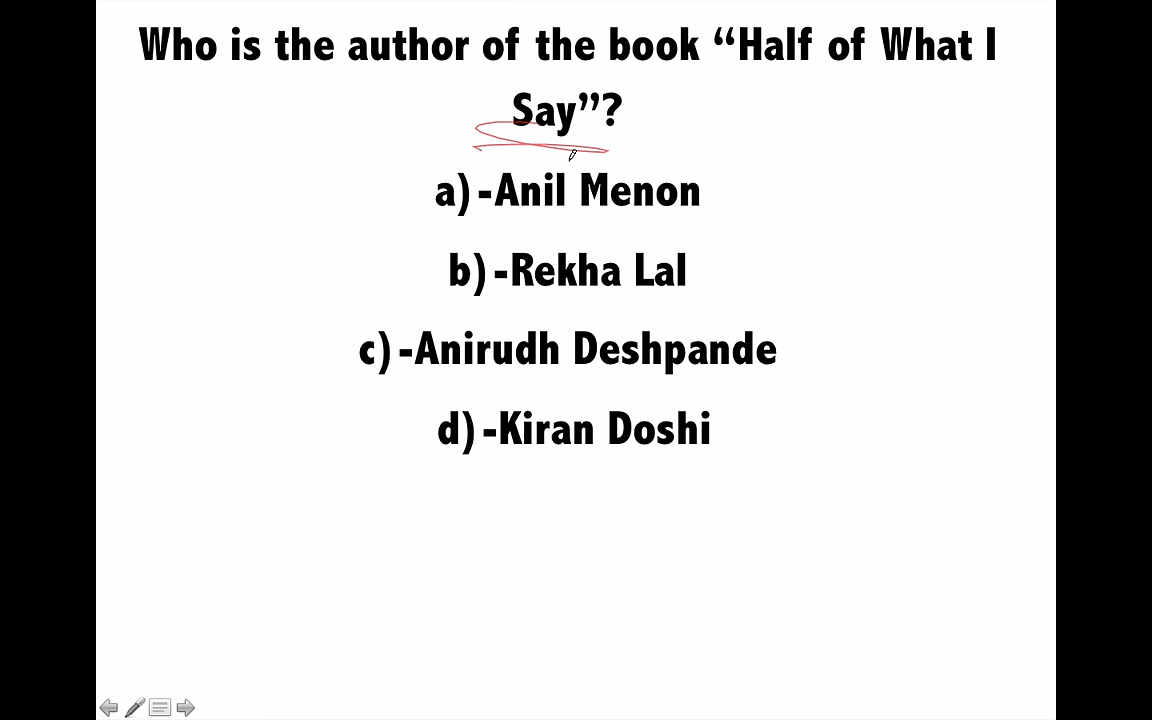 Who is the author of the book “Half of What I
Say”?
a)-Anil Menon
b)-Rekha Lal
c)-Anirudh Deshpande
d)-Kiran Doshi